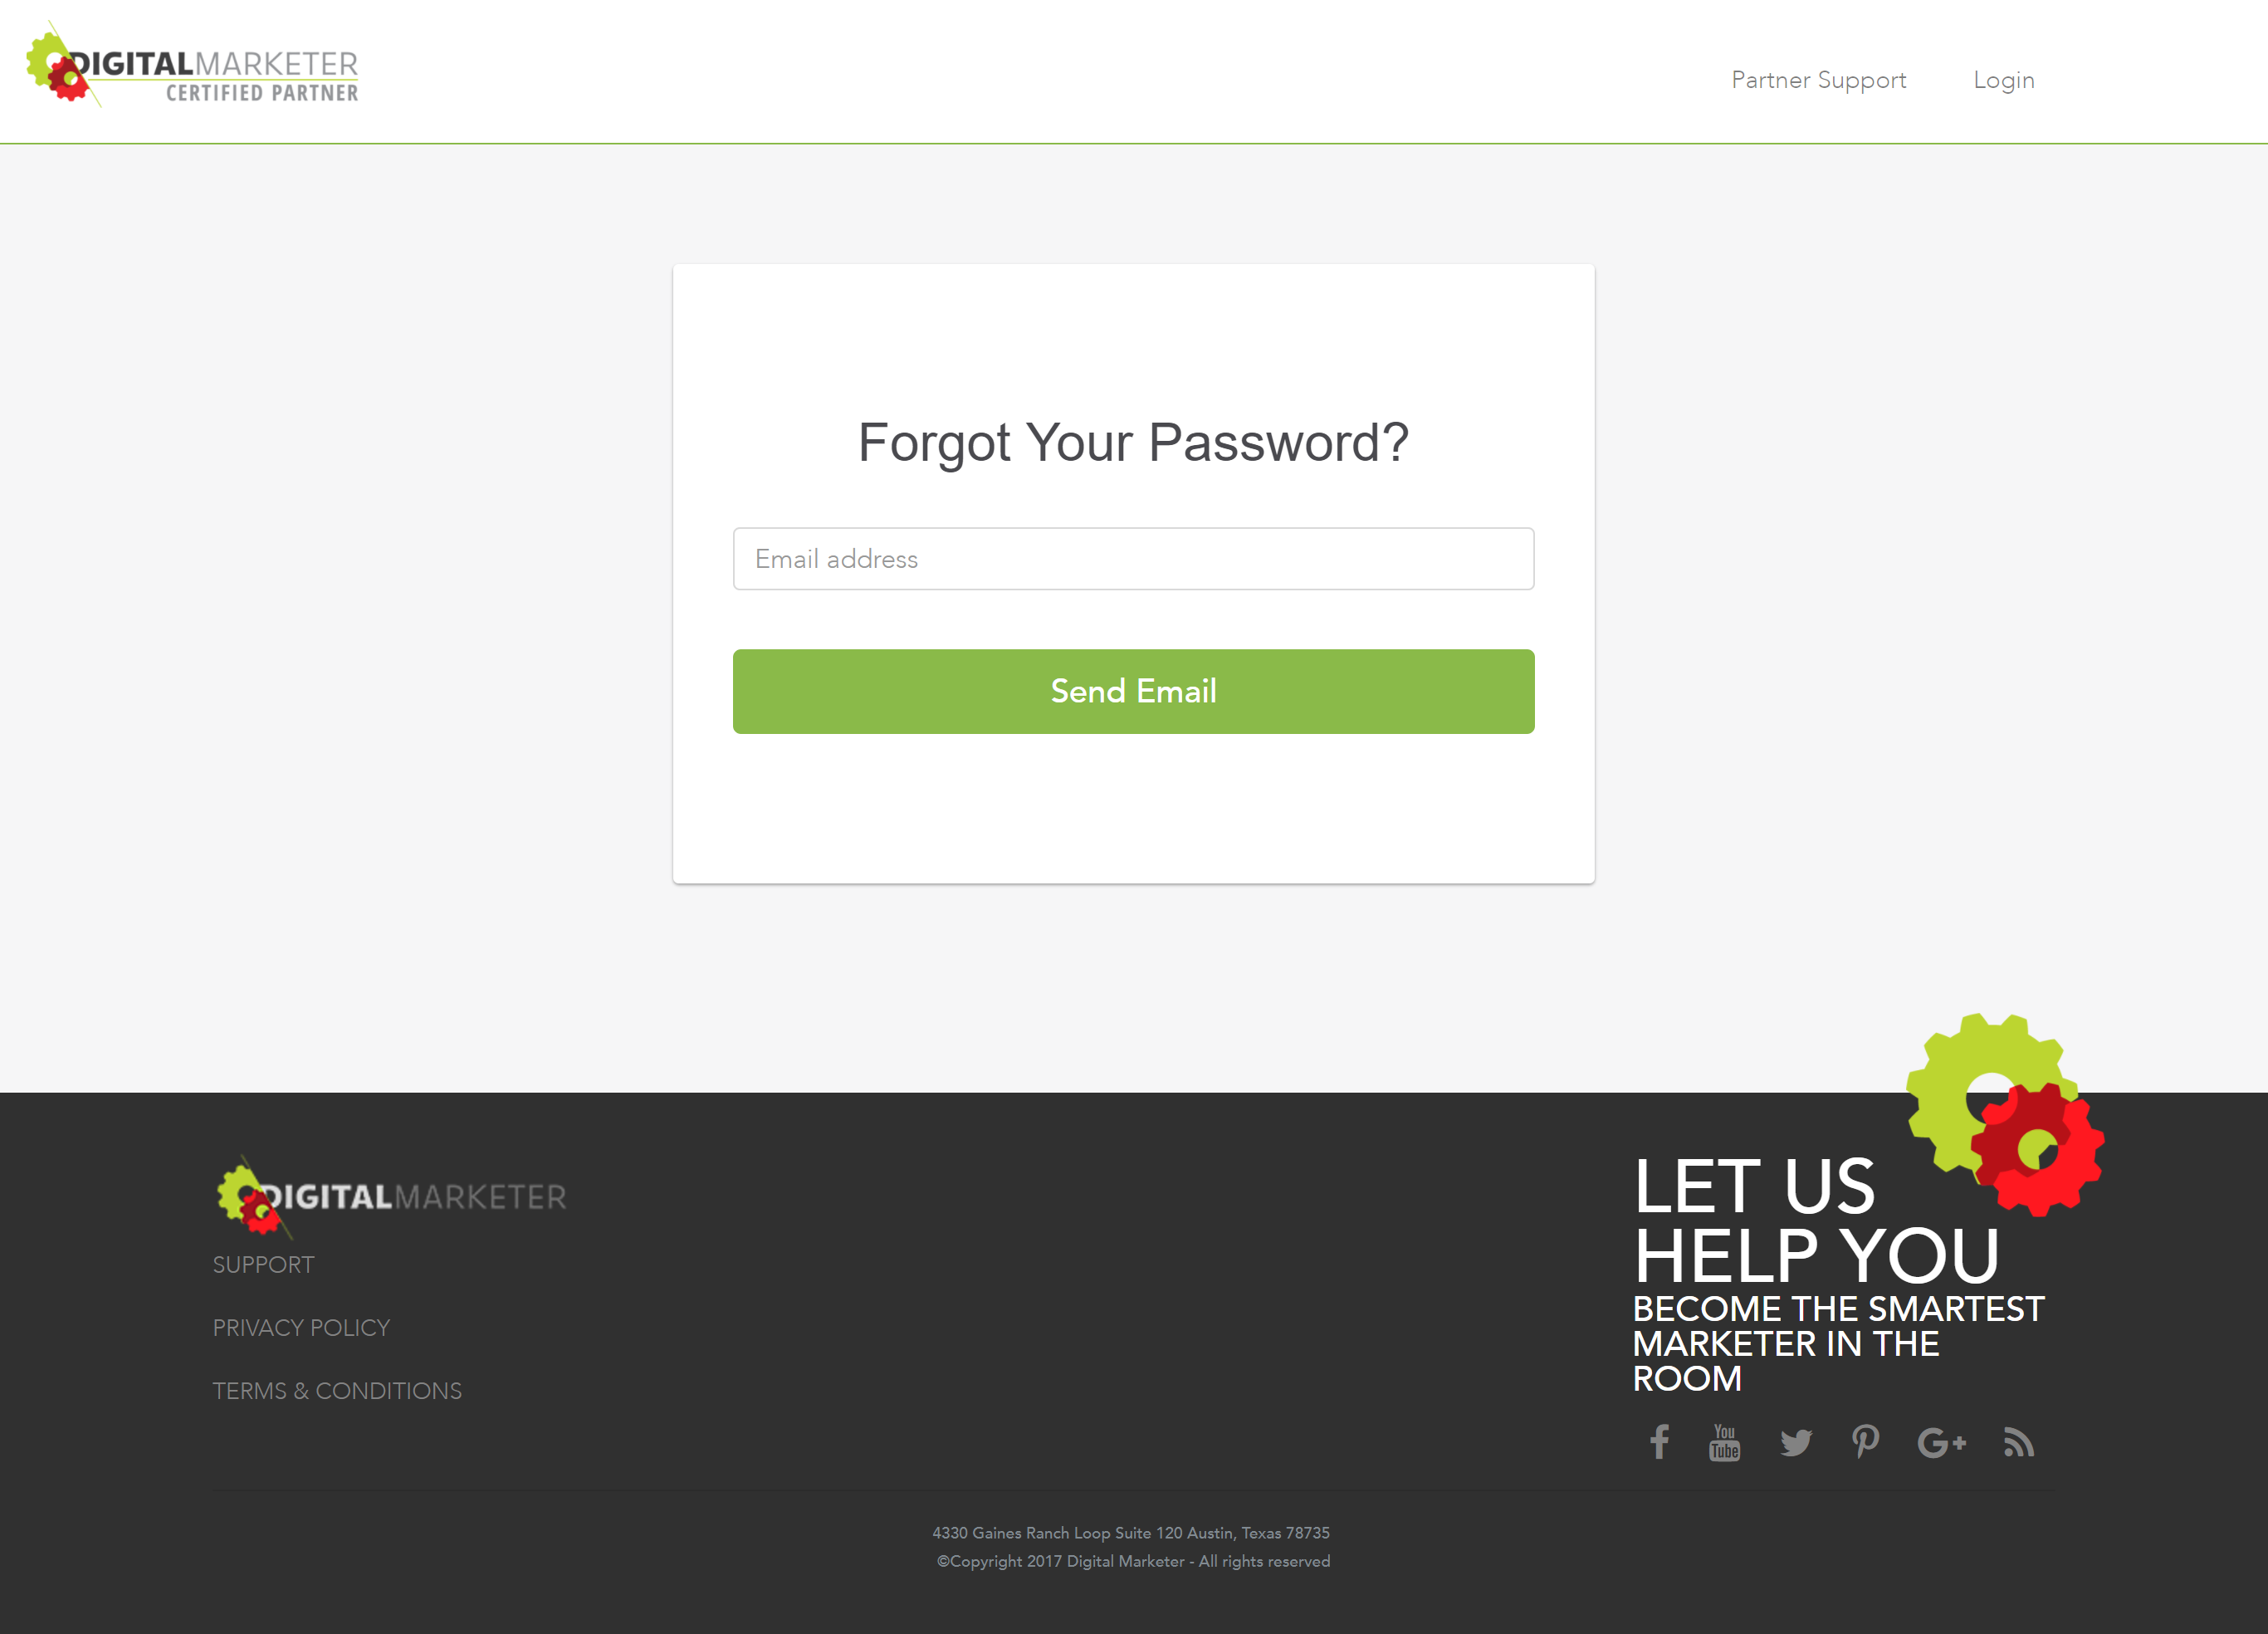 DIGITALMARKETER
CERTIFIED PARTNER
Partner Support
Login
Forgot Your Password?
Email address
Send Email
DIGITALMARKETER
SUPPORT
PRIVACY POLICY
TERMS & CONDITIONS
LET US
HELP YOU
BECOME THE SMARTEST
MARKETER IN THE
ROOM
You
Tube
G+
4330 Gaines Ranch Loop Suite 120 Austin, Texas 78735
©Copyright 2017 Digital Marketer - All rights reserved